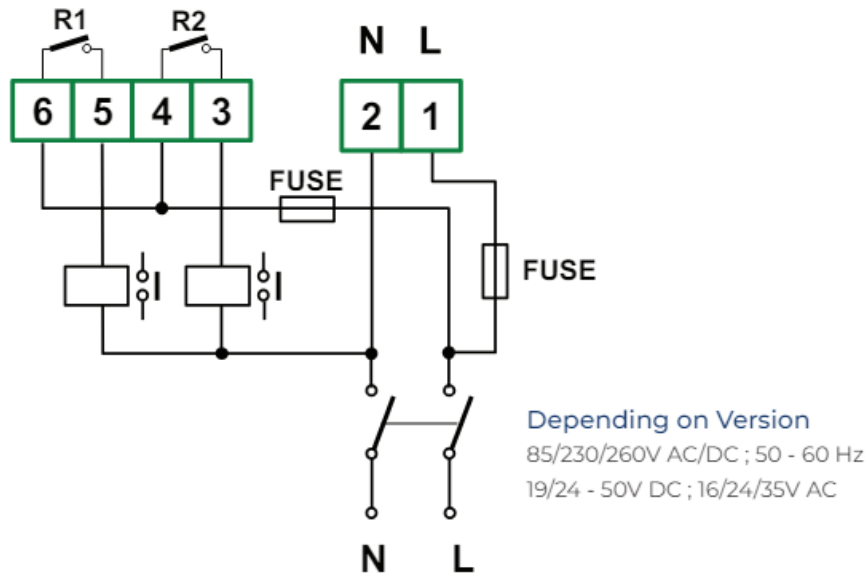 R1 R2
N L
6 5 4 3 2 1
FUSE
FUSE
Depending on Version
85/230/260V AC/DC ; 50 - 60 Hz
19/24 - 50V DC ; 16/24/35V AC
N L